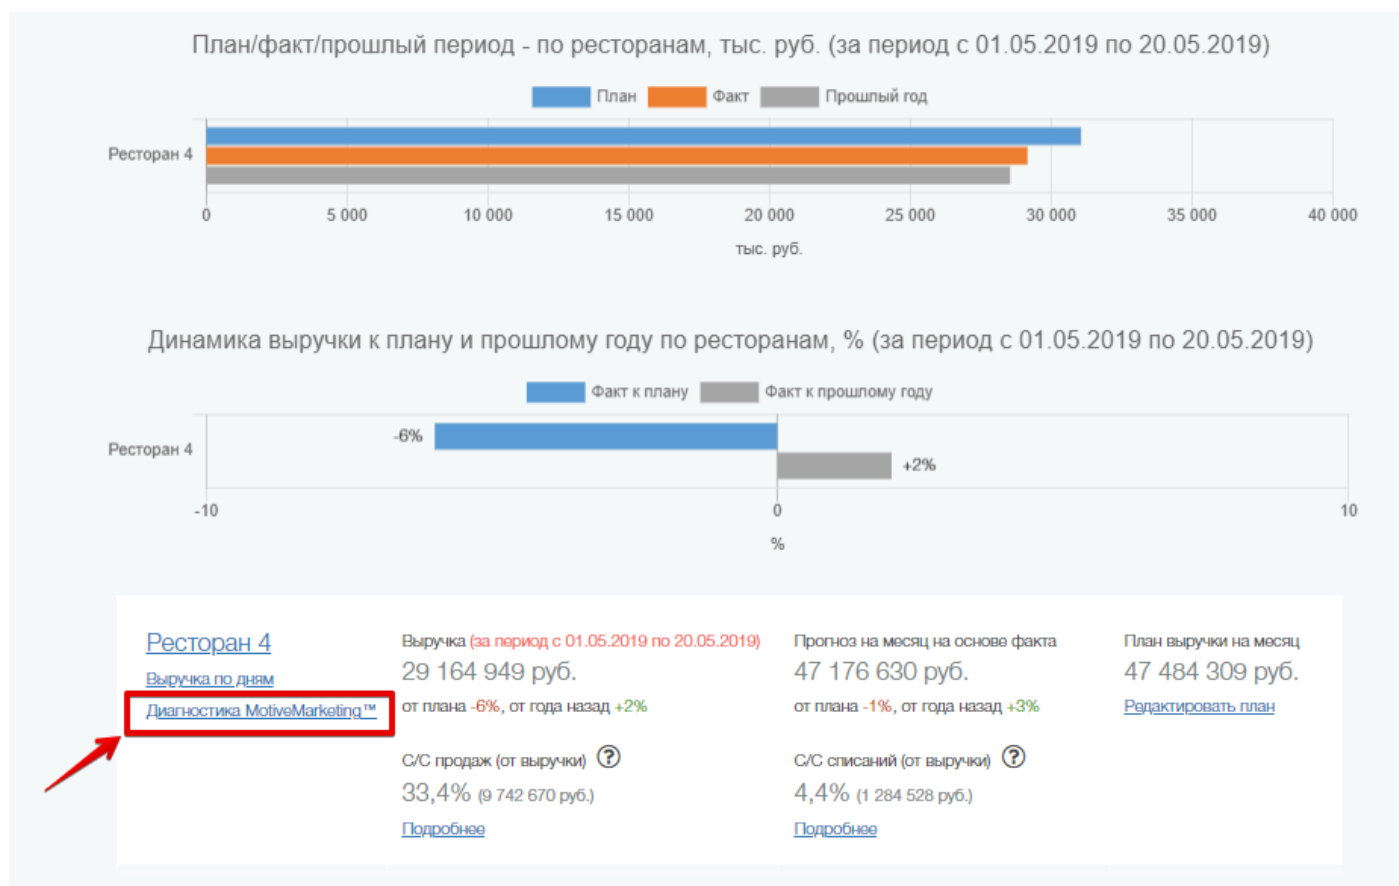 План/факт/прошлый период - по ресторанам, тыс. руб. (за период с 01.05.2019 по 20.05.2019)
План Факт Прошлый год
Ресторан 4
0 5 000 10 000 15 000 20 000 25 000 30 000 35 000 40 000
тыс. руб.
Динамика выручки к плану и прошлому году по ресторанам, % (за период с 01.05.2019 по 20.05.2019)
Факт к плану Факт к прошлому году
-6%
Ресторан 4
+2%
-10 0 10
%
Ресторан 4
Выручка по дням
Диагностика MotiveMarketing™
Выручка (за период с 01.05.2019 по 20.05.2019)
29 164 949 руб.
от плана -6%, от года назад +2%
Прогноз на месяц на основе факта
47 176 630 руб.
от плана -1%, от года назад +3%
План выручки на месяц
47 484 309 руб.
Редактировать план
С/С продаж (от выручки) ?
33,4% (9 742 670 руб.)
Подробнее
С/С списаний (от выручки) ?
4,4% (1 284 528 руб.)
Подробнее